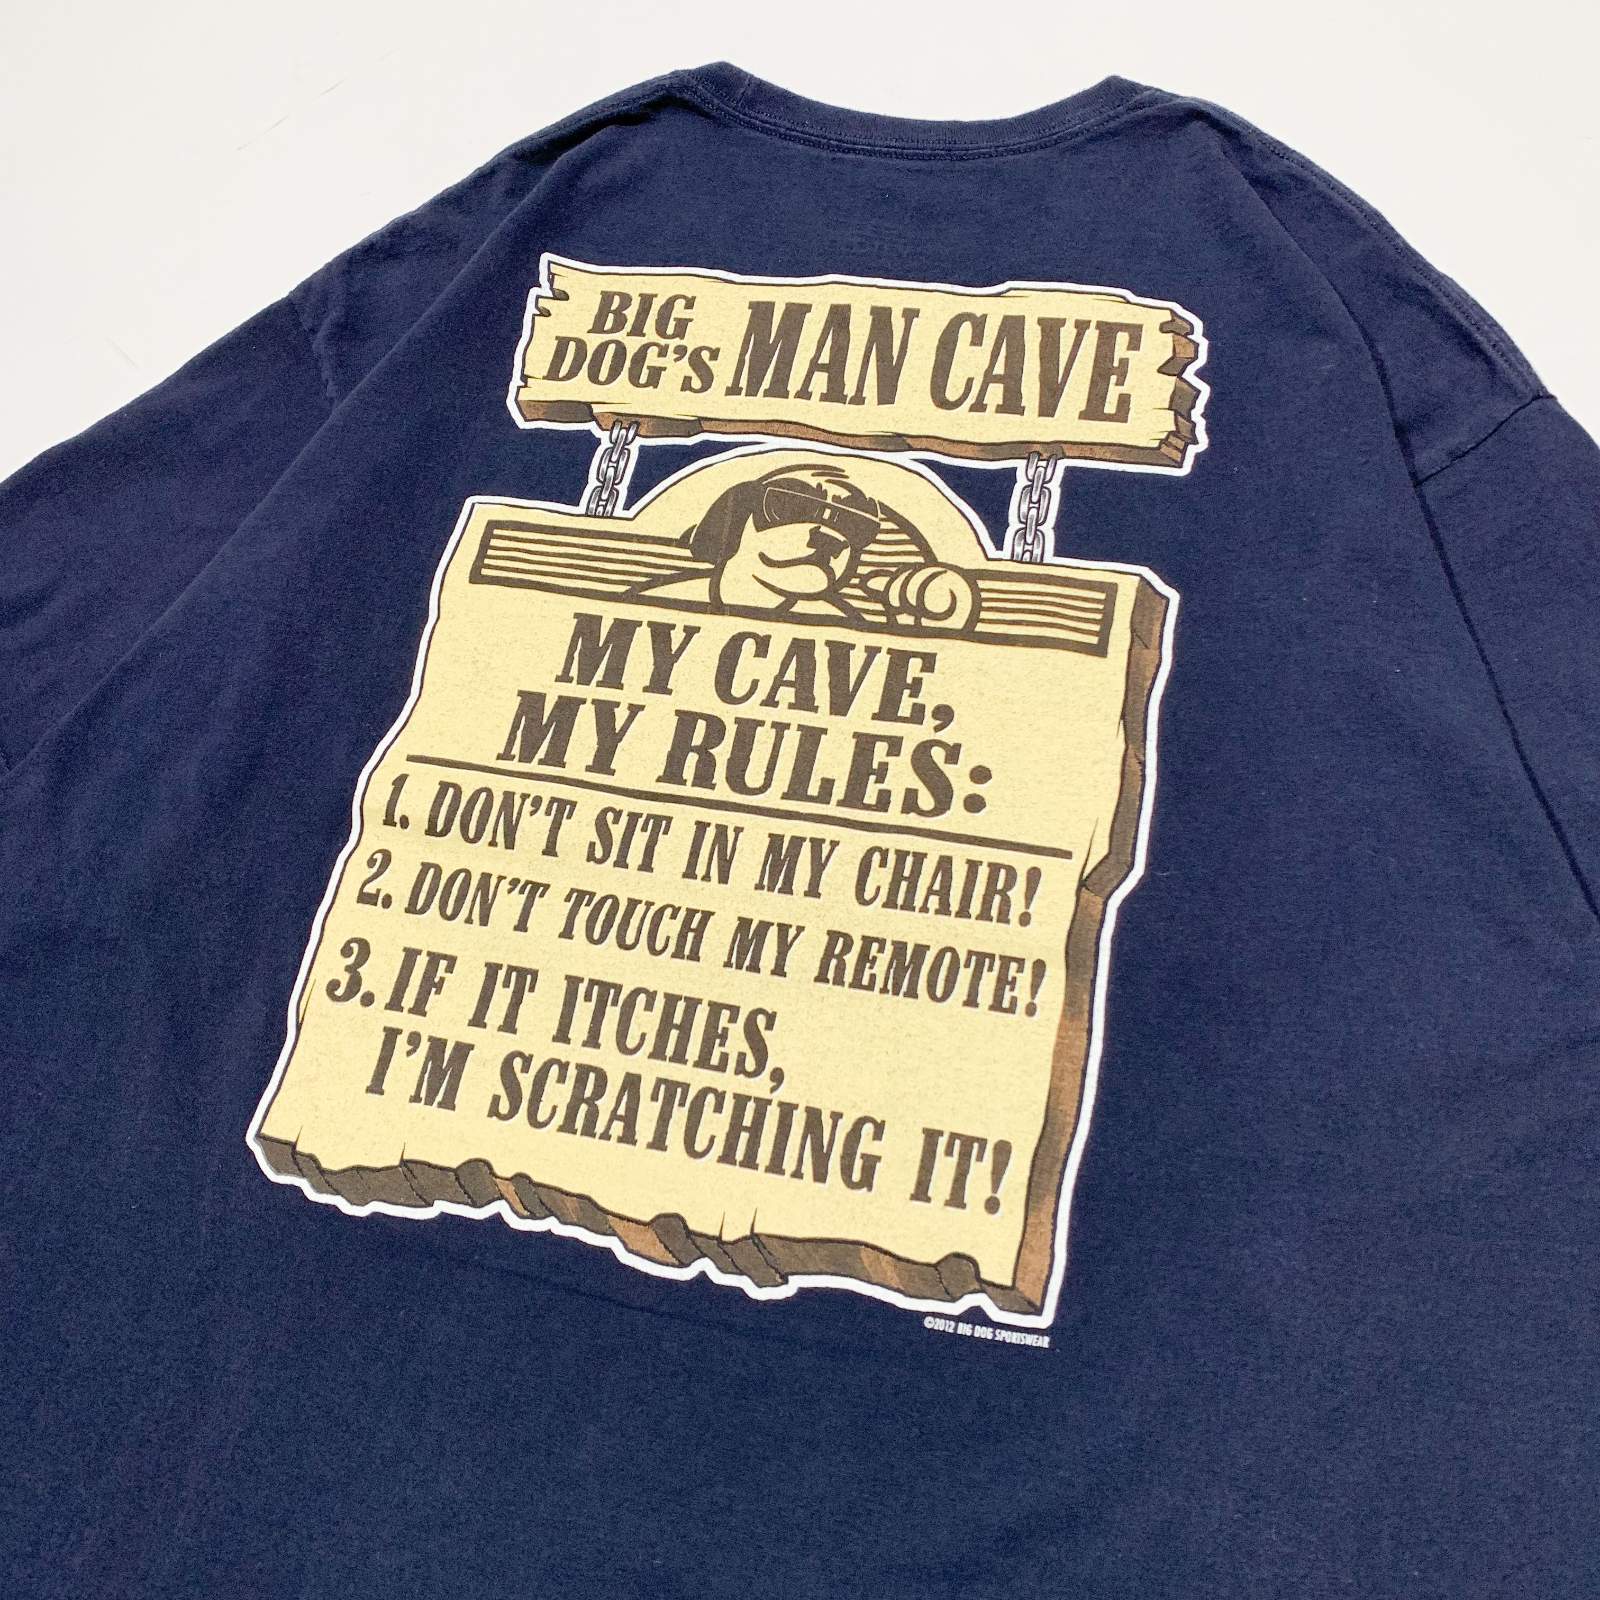 BIG
DOG'S MAN CAVE
MY CAVE,
MY RULES:
1. DON'T SIT IN MY CHAIR!
2. DON'T TOUCH MY REMOTE!
3. IF IT ITCHES,
I'M SCRATCHING IT!
©2012 BIG DOG SPORTSWEAR